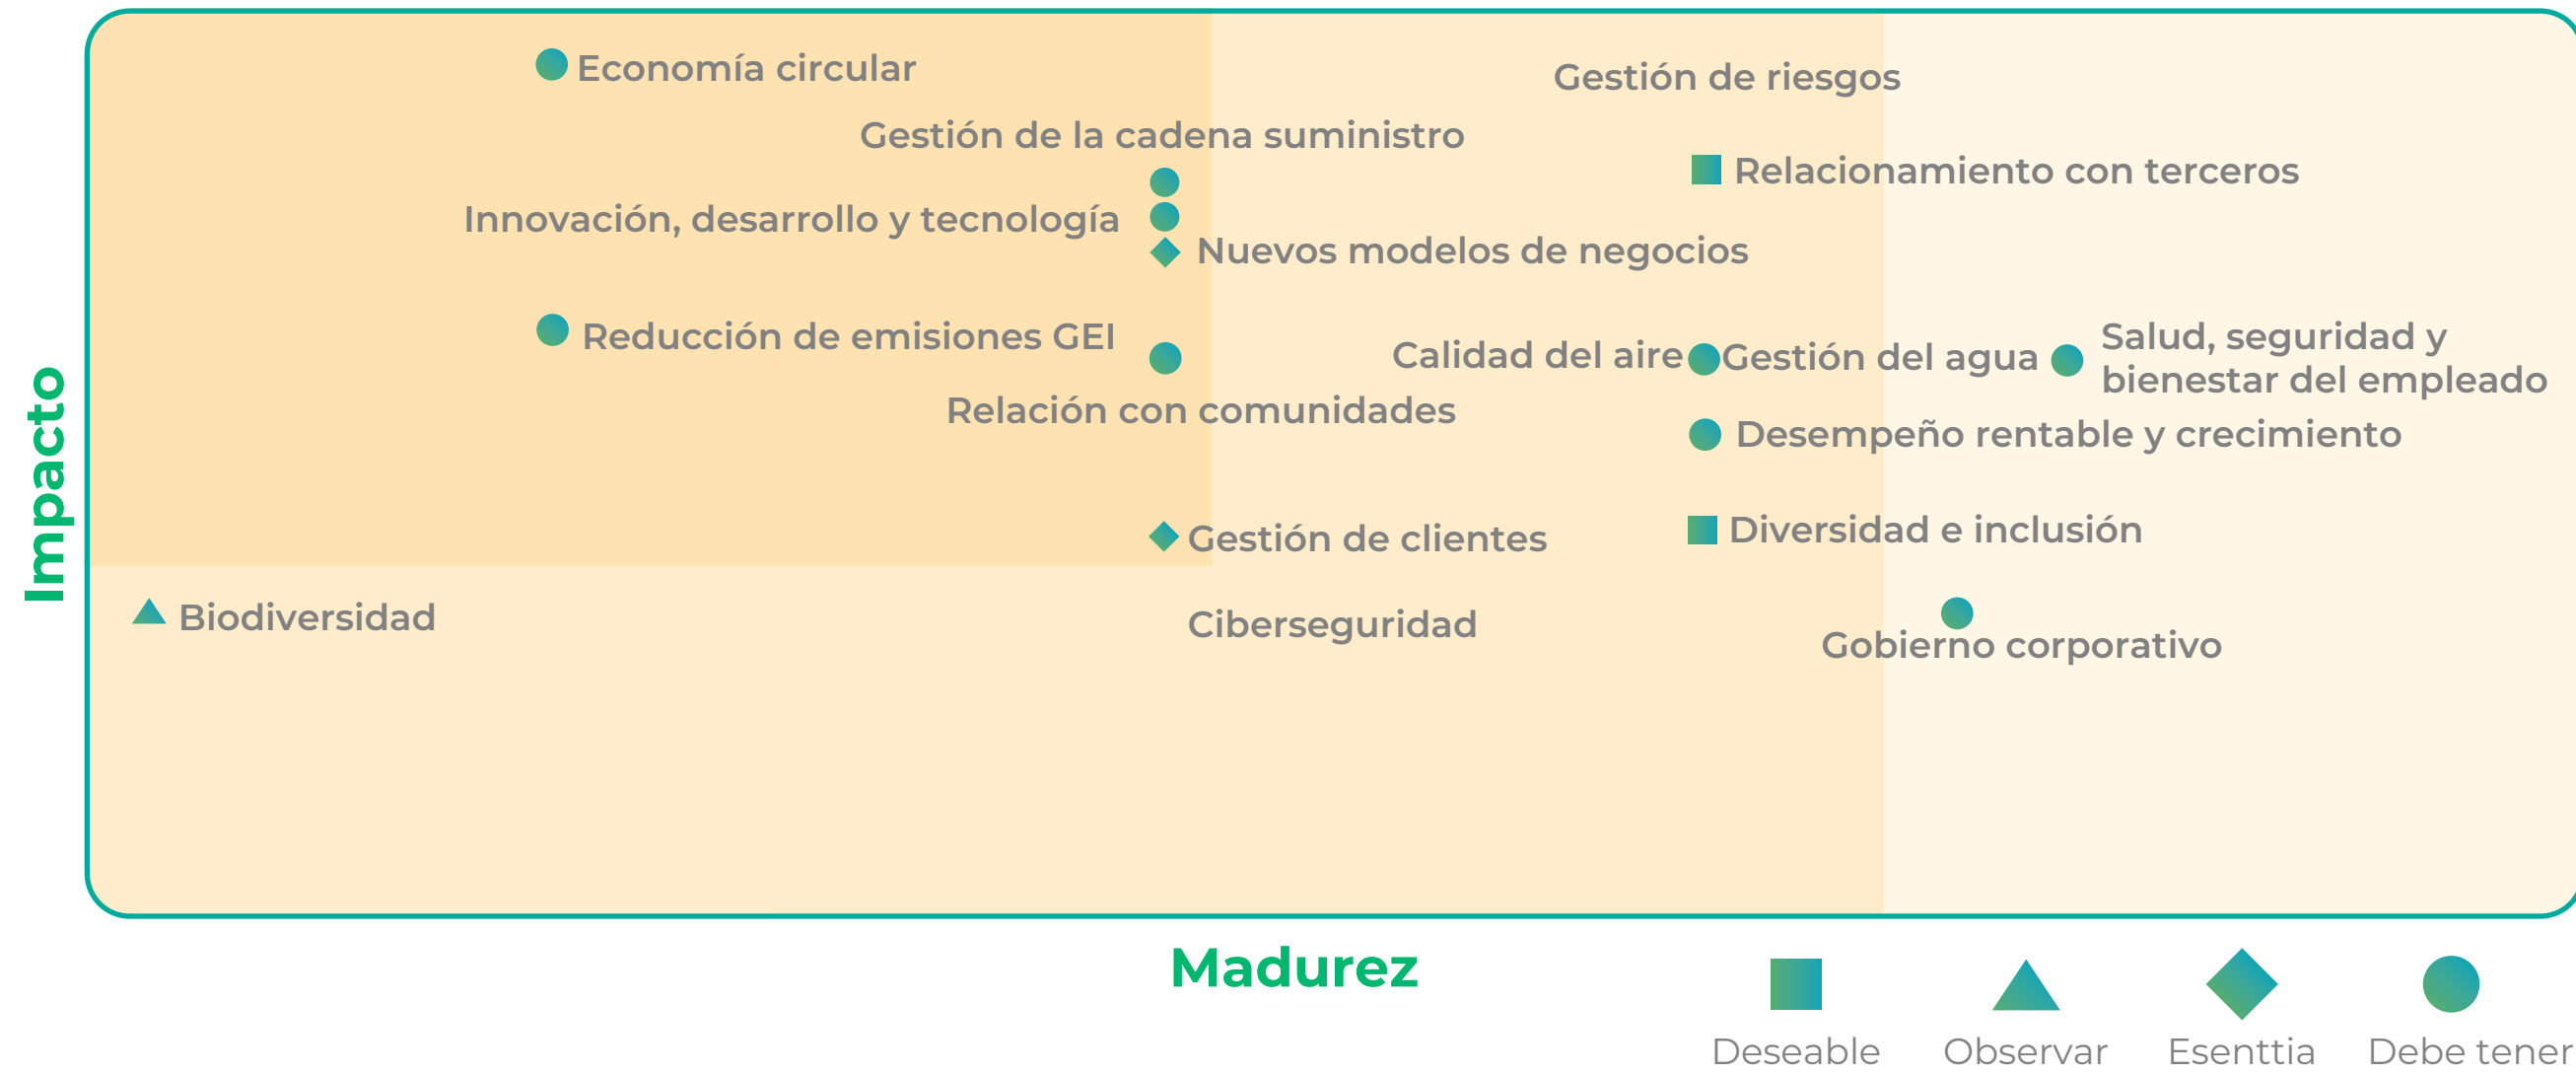 Economía circular
Gestión de riesgos
Gestión de la cadena suministro
Relacionamiento con terceros
Innovación, desarrollo y tecnología
Nuevos modelos de negocios
Reducción de emisiones GEI
Calidad del aire
Gestión del agua
Salud, seguridad y
bienestar del empleado
Relación con comunidades
Desempeño rentable y crecimiento
Gestión de clientes
Diversidad e inclusión
Biodiversidad
Ciberseguridad
Gobierno corporativo
Impacto
Madurez
Deseable
Observar
Esenttia
Debe tener